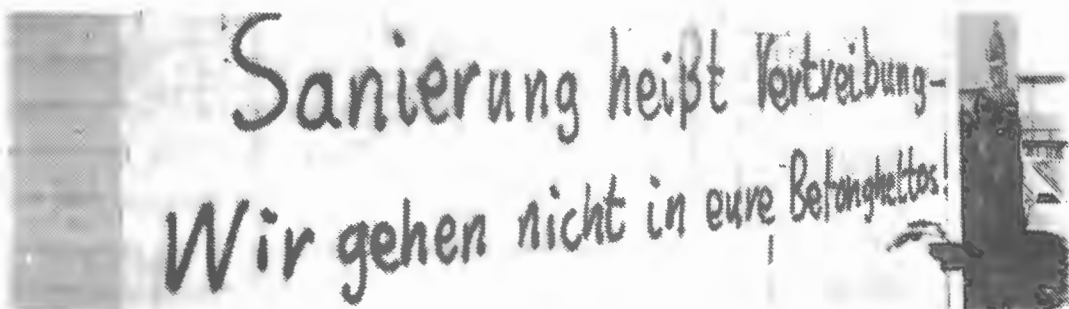 Sanierung heißt Vertreibung-
Wir gehen nicht in eure Betonghettos!